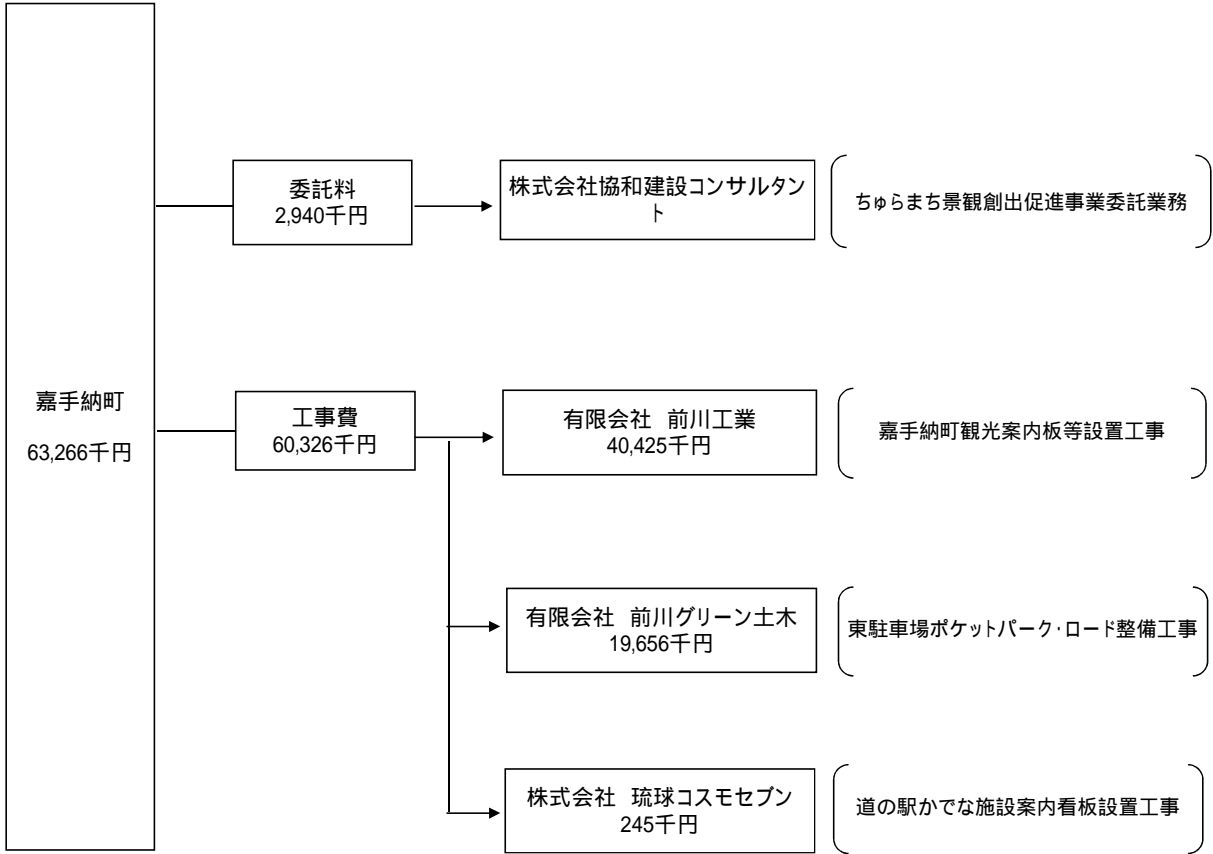 委託料
2,940千円
株式会社協和建設コンサルタン
ト
ちゅらまち景観創出促進事業委託業務
嘉手納町
63,266千円
工事費
60,326千円
有限会社　前川工業
40,425千円
嘉手納町観光案内板等設置工事
有限会社　前川グリーン土木
19,656千円
東駐車場ポケットパーク・ロード整備工事
株式会社　琉球コスモセブン
245千円
道の駅かでな施設案内看板設置工事